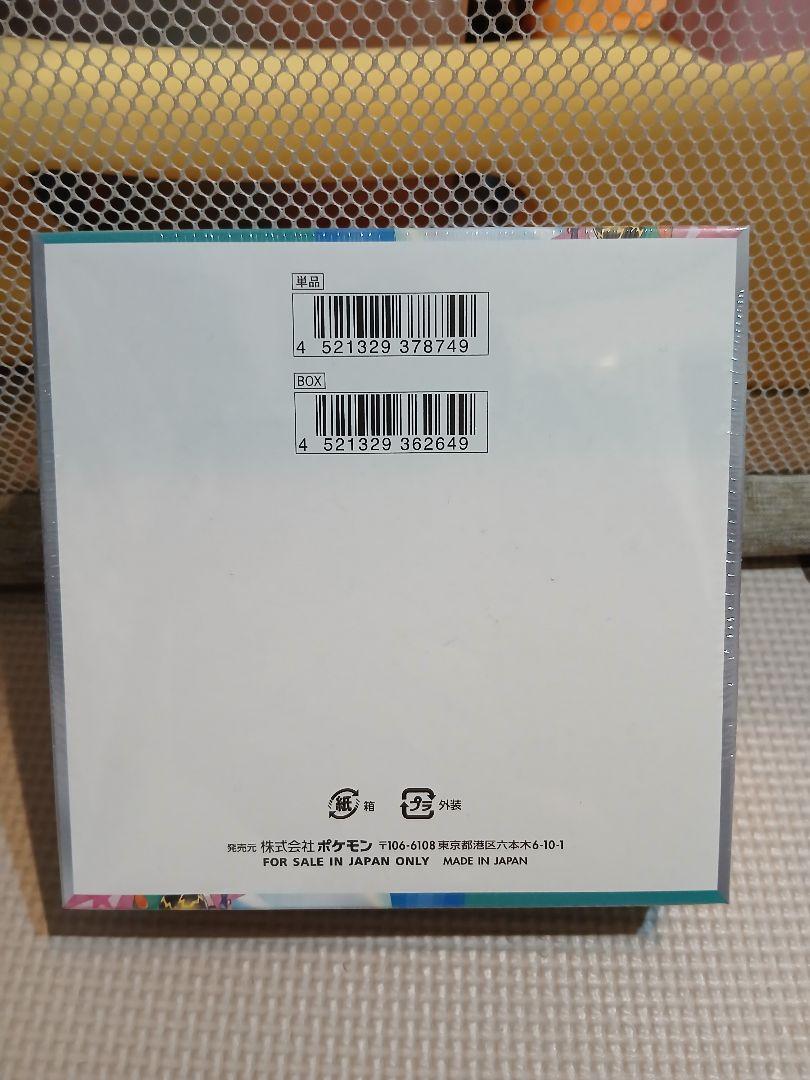 単品
4 521329 378749
BOX
4 521329 362649
紙 箱 プラ 外装
発売元 株式会社 ポケモン 〒106-6108 東京都港区六本木6-10-1
FOR SALE IN JAPAN ONLY MADE IN JAPAN